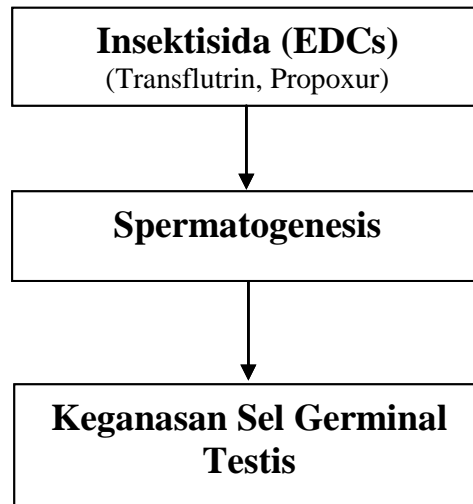 Insektisida (EDCs)
(Transflutrin, Propoxur)
Spermatogenesis
Keganasan Sel Germinal
Testis